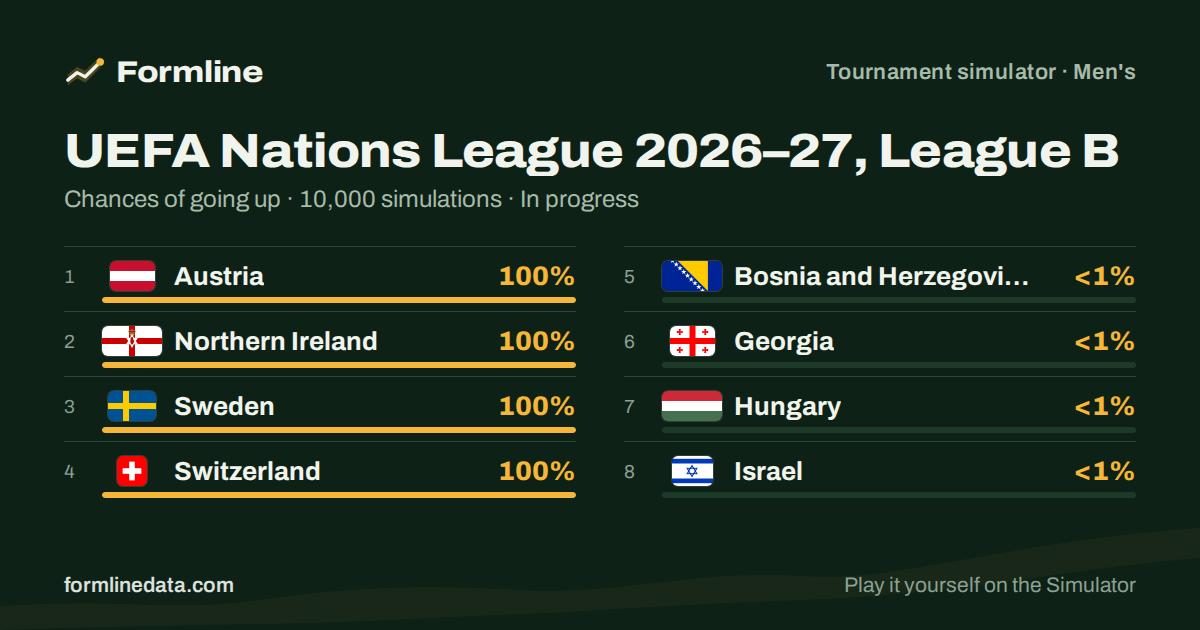 Formline
Tournament simulator · Men's
UEFA Nations League 2026–27, League B
Chances of going up · 10,000 simulations · In progress
1 Austria 100%
2 Northern Ireland 100%
3 Sweden 100%
4 Switzerland 100%
5 Bosnia and Herzegovi... <1%
6 Georgia <1%
7 Hungary <1%
8 Israel <1%
formlinedata.com
Play it yourself on the Simulator